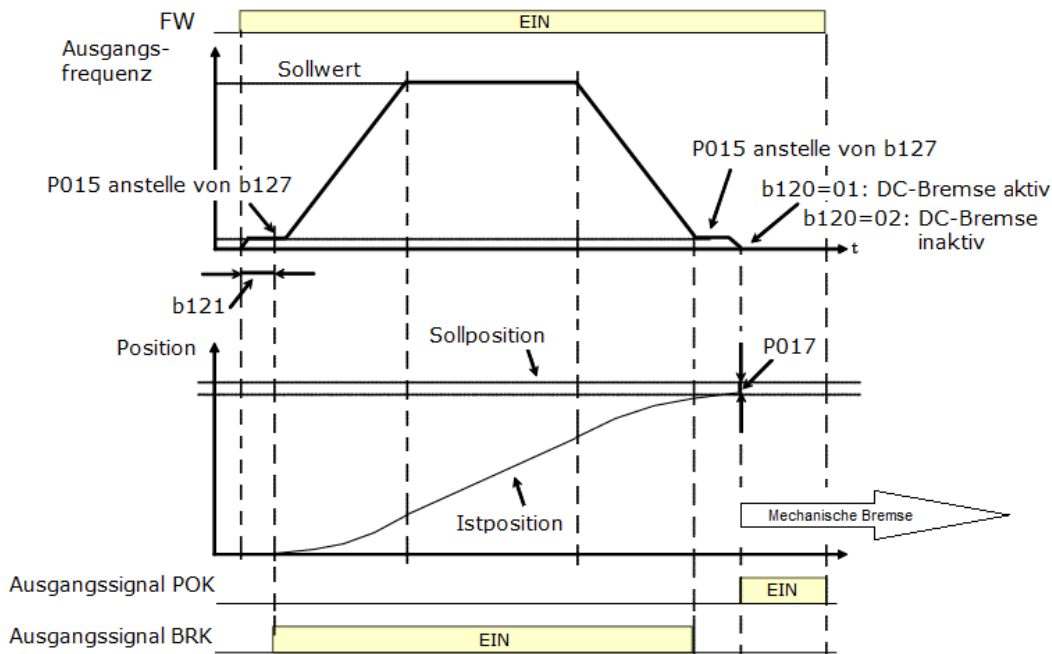 FW
EIN
Ausgangs-
frequenz
Sollwert
P015 anstelle von b127
P015 anstelle von b127
b120=01: DC-Bremse aktiv
b120=02: DC-Bremse
inaktiv
t
b121
Position
Sollposition
P017
Istposition
Mechanische Bremse
Ausgangssignal POK
EIN
Ausgangssignal BRK
EIN